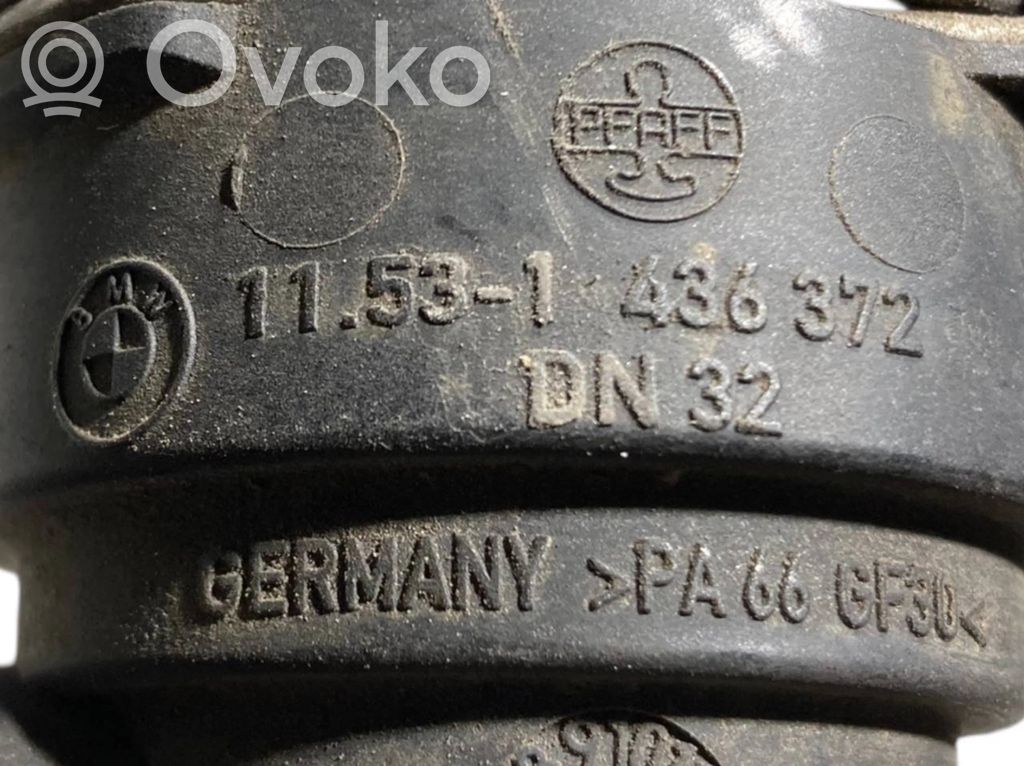 Ovoko
PFAFF
BMW
11.53-1 436 372
DN 32
GERMANY >PA 66 GF30<